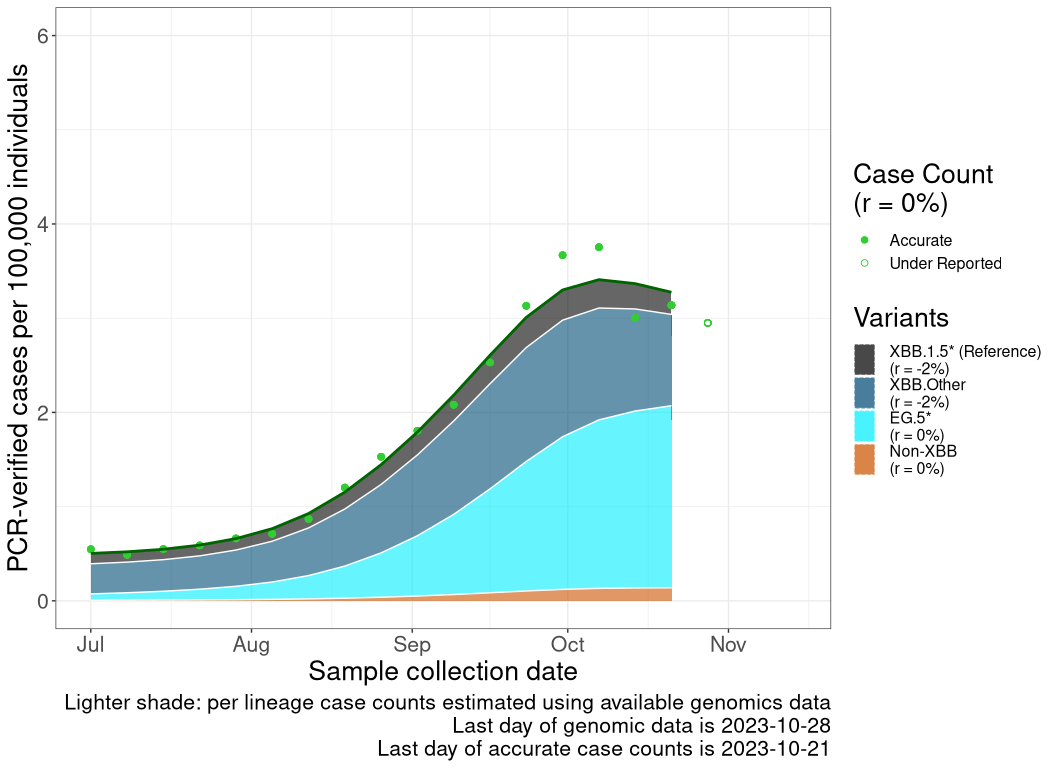 PCR-verified cases per 100,000 individuals
6
4
2
0
Jul
Aug
Sep
Oct
Nov
Sample collection date
Lighter shade: per lineage case counts estimated using available genomics data
Last day of genomic data is 2023-10-28
Last day of accurate case counts is 2023-10-21
Case Count
(r = 0%)
Accurate
Under Reported
Variants
XBB.1.5* (Reference)
(r = -2%)
XBB.Other
(r = -2%)
EG.5*
(r = 0%)
Non-XBB
(r = 0%)